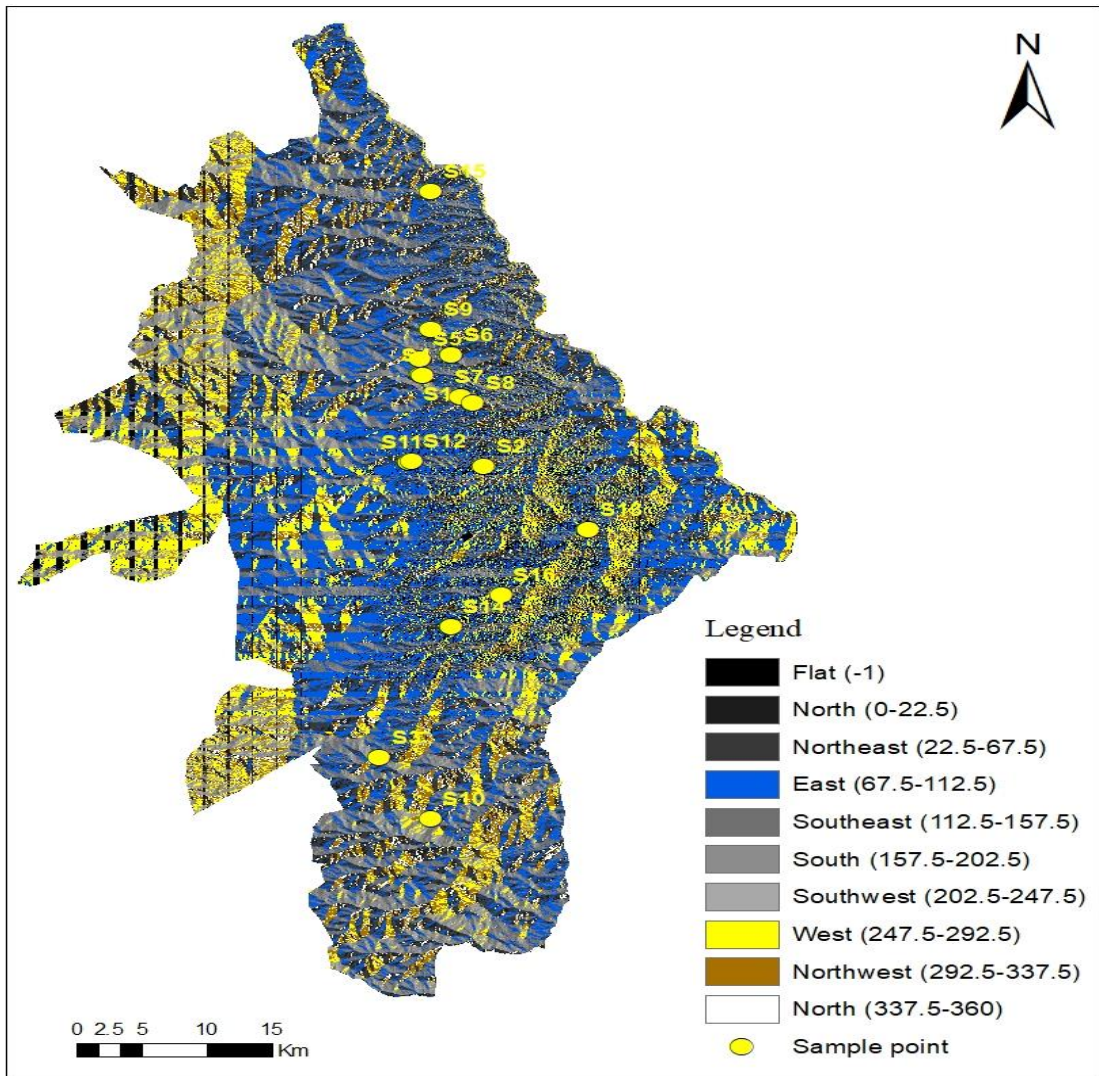 N
S15
S9
S5
S6
S7
S8
S11
S12
S2
S13
S16
S14
S10
Legend
Flat (-1)
North (0-22.5)
Northeast (22.5-67.5)
East (67.5-112.5)
Southeast (112.5-157.5)
South (157.5-202.5)
Southwest (202.5-247.5)
West (247.5-292.5)
Northwest (292.5-337.5)
North (337.5-360)
Sample point
0 2.5 5 10 15
Km